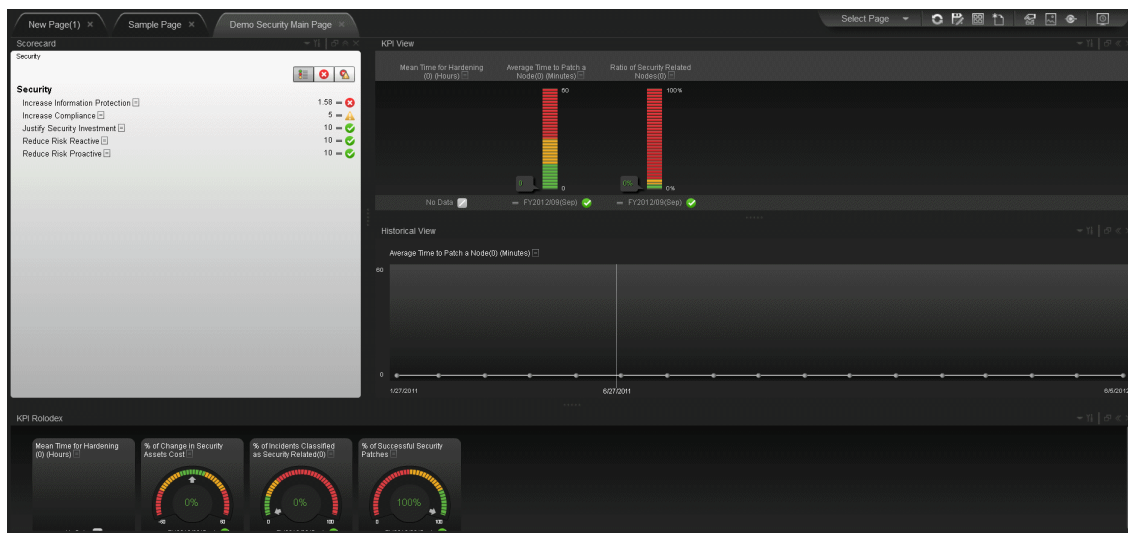 New Page(1) ×
Sample Page ×
Demo Security Main Page ×
Select Page
Scorecard
Security
Security
Increase Information Protection 1.58
Increase Compliance 5
Justify Security Investment 10
Reduce Risk Reactive 10
Reduce Risk Proactive 10
KPI View
Mean Time for Hardening
(0) (Hours)
No Data
Average Time to Patch a
Node(0) (Minutes)
60
0
0
FY2012/09(Sep)
Ratio of Security Related
Nodes(0)
100%
0%
0%
FY2012/09(Sep)
Historical View
Average Time to Patch a Node(0) (Minutes)
60
0
1/27/2011
6/27/2011
KPI Rolodex
Mean Time for Hardening
(0) (Hours)
% of Change in Security
Assets Cost
0%
-60 60
% of Incidents Classified
as Security Related(0)
0%
0 100
% of Successful Security
Patches
100%
0 100